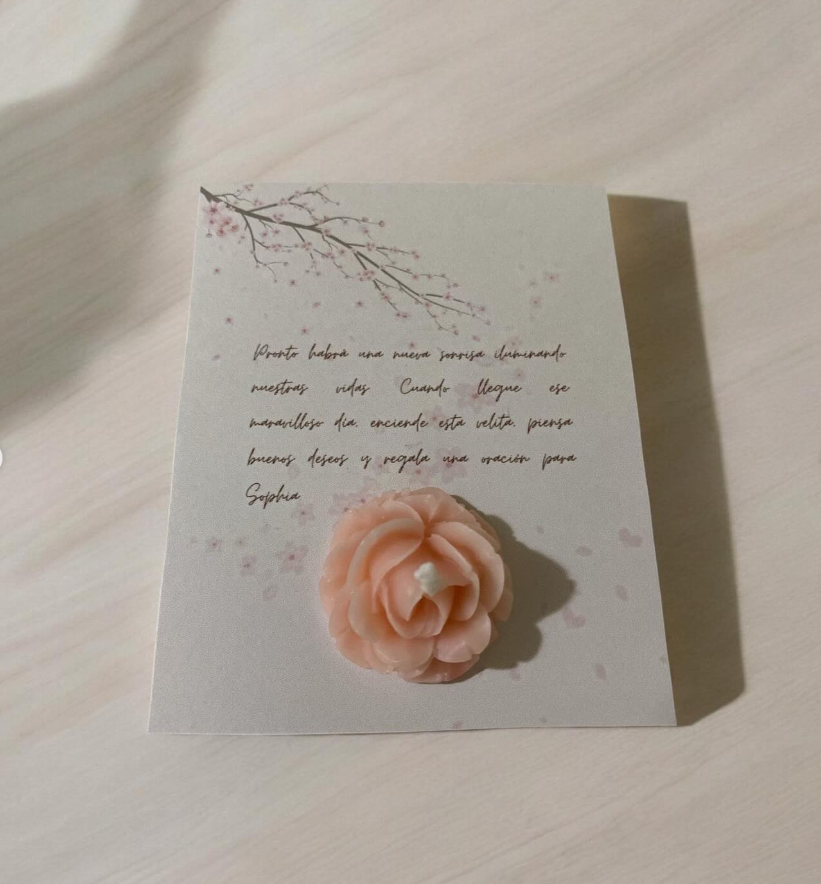 Pronto habrá una nueva sonrisa iluminando
nuestras vidas Cuando llegue ese
maravilloso día, enciende esta velita, piensa
buenos deseos y regala una oración para
Sophia